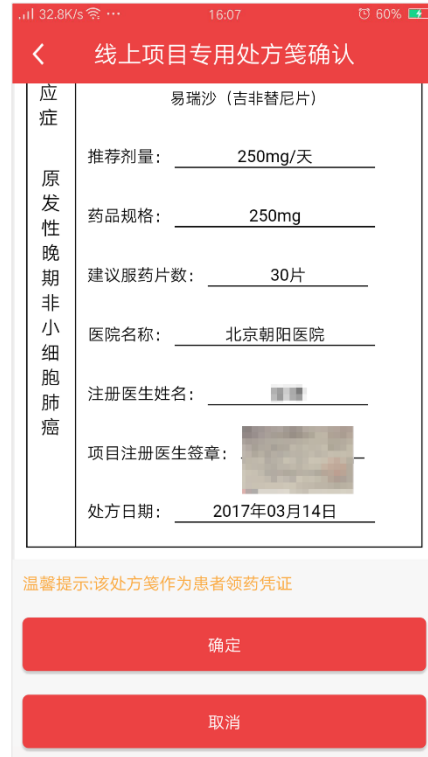 32.8K/s ... 16:07 60%
线上项目专用处方笺确认
应症 原发性晚期非小细胞肺癌
易瑞沙（吉非替尼片）
推荐剂量： 250mg/天
药品规格： 250mg
建议服药片数： 30片
医院名称： 北京朝阳医院
注册医生姓名：
项目注册医生签章：
处方日期： 2017年03月14日
温馨提示:该处方笺作为患者领药凭证
确定
取消